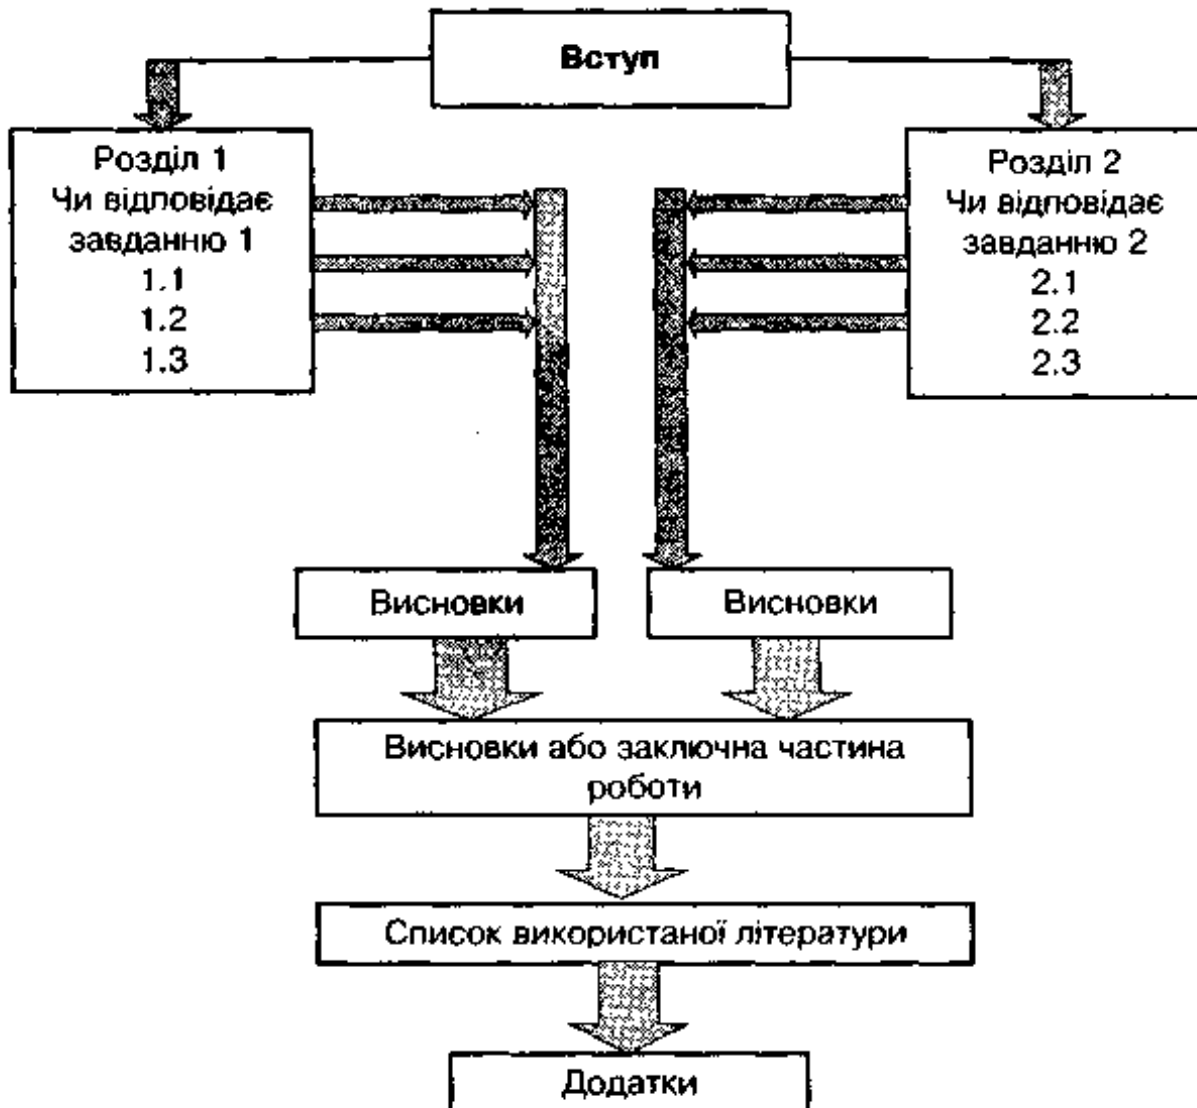 Вступ
Розділ 1
Чи відповідає
завданню 1
1.1
1.2
1.3
Розділ 2
Чи відповідає
завданню 2
2.1
2.2
2.3
Висновки
Висновки
Висновки або заключна частина
роботи
Список використаної літератури
Додатки